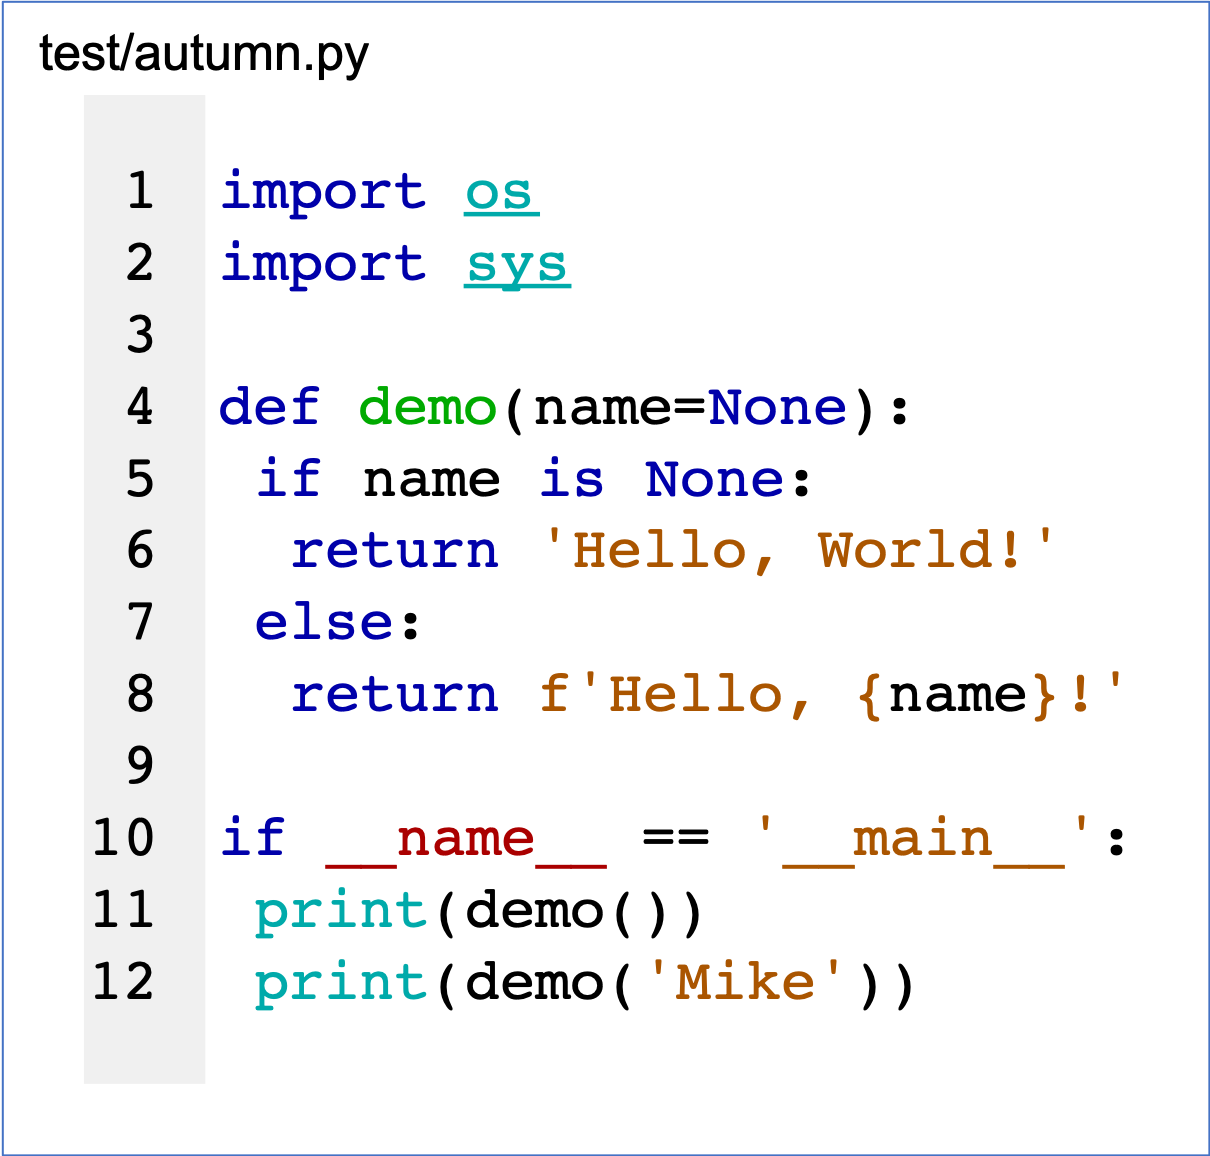 test/autumn.py
1 import os
2 import sys
3
4 def demo(name=None):
5  if name is None:
6   return 'Hello, World!'
7  else:
8   return f'Hello, {name}!'
9
10 if __name__ == '__main__':
11  print(demo())
12  print(demo('Mike'))